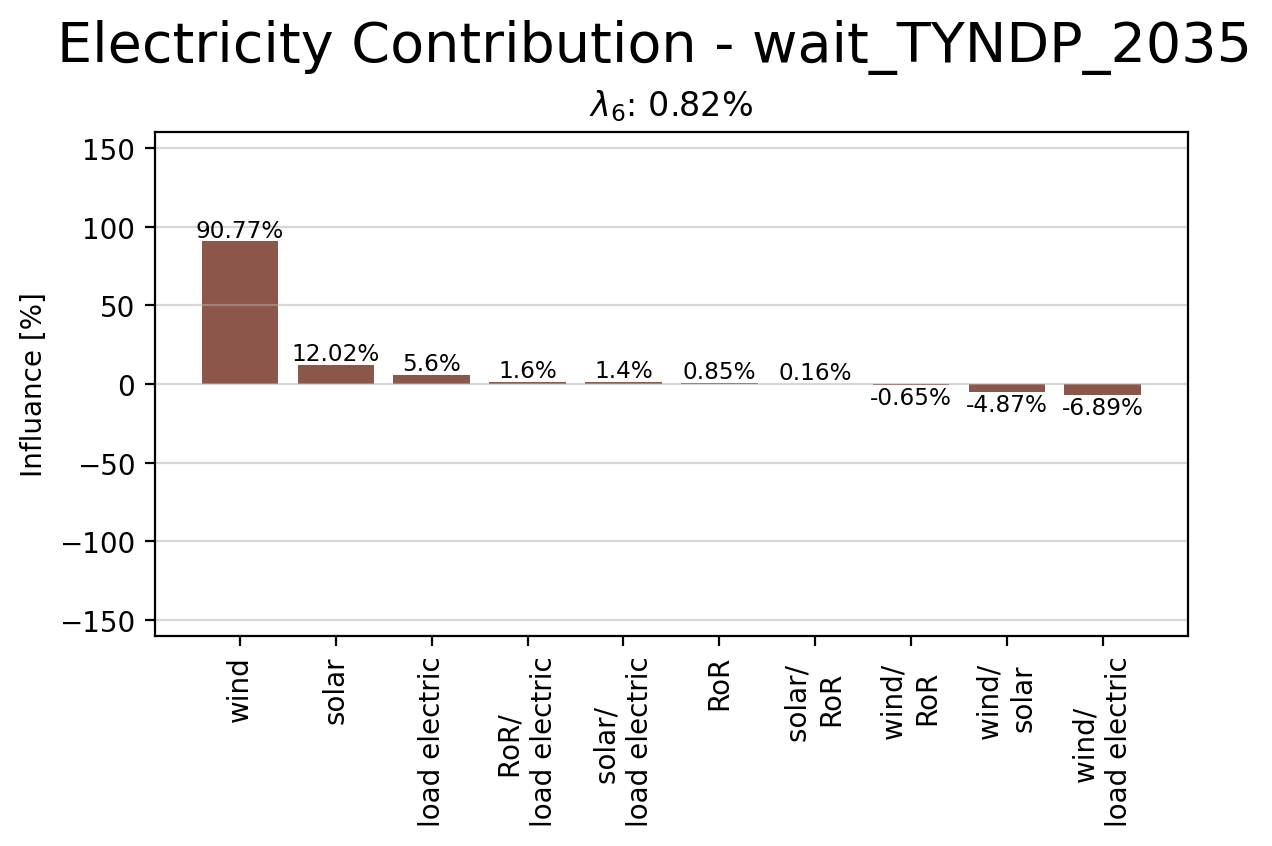 Electricity Contribution - wait_TYNDP_2035
λ6: 0.82%
Influance [%]
150
100
50
0
−50
−100
−150
90.77%
12.02%
5.6%
1.6%
1.4%
0.85%
0.16%
-0.65%
-4.87%
-6.89%
wind
solar
load electric
RoR/
load electric
solar/
load electric
RoR
solar/
RoR
wind/
RoR
wind/
solar
wind/
load electric